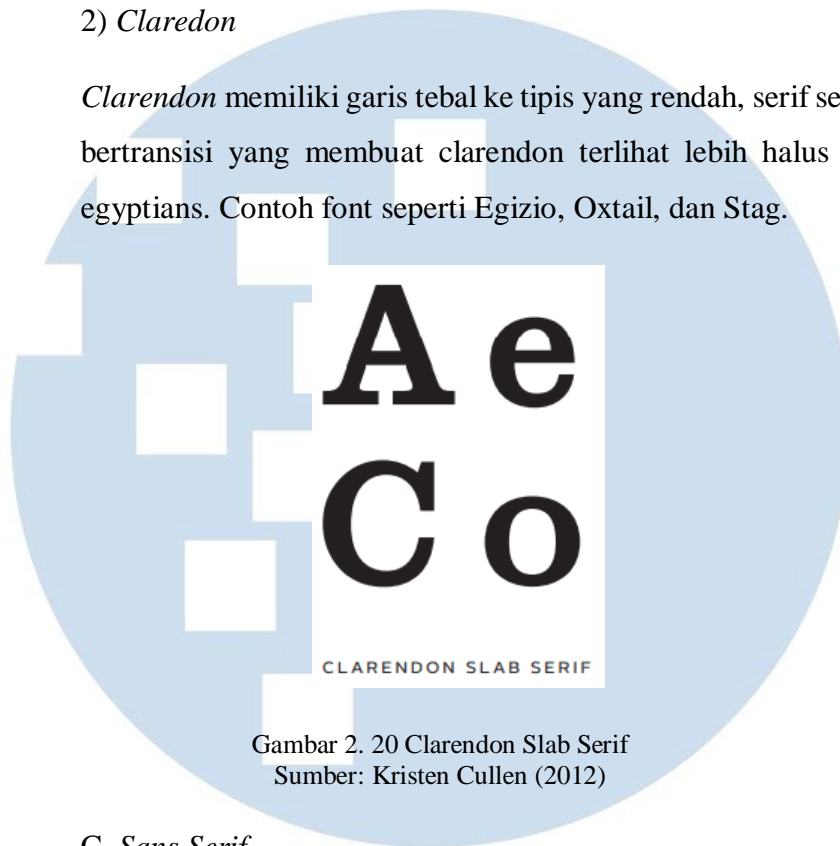 2) Claredon
Clarendon memiliki garis tebal ke tipis yang rendah, serif
bertransisi yang membuat clarendon terlihat lebih halus
egyptians. Contoh font seperti Egizio, Oxtail, dan Stag.
A e
C o
CLARENDON SLAB SERIF
Gambar 2. 20 Clarendon Slab Serif
Sumber: Kristen Cullen (2012)
C. Sans Serif